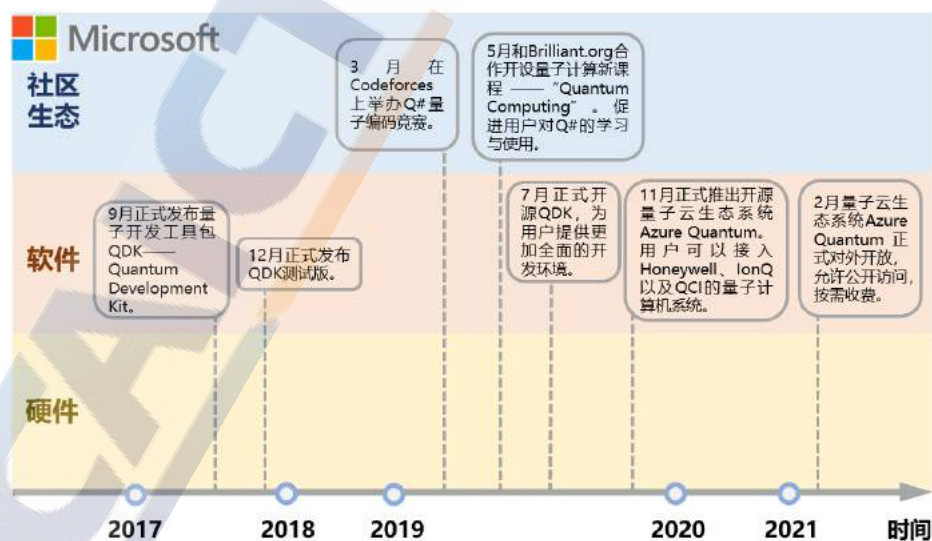 Microsoft
社区
生态
3月在
Codeforces
上举办Q#量
子编码竞赛。
5月和Brilliant.org合
作开设量子计算新课
程——“Quantum
Computing”。促
进用户对Q#的学习
与使用。
软件
9月正式发布量
子开发工具包
QDK——
Quantum
Development
Kit。
12月正式发布
QDK测试版。
7月正式开
源QDK，为
用户提供更
加全面的开
发环境。
11月正式推出开源
量子云生态系统
Azure Quantum。
用户可以接入
Honeywell、IonQ
以及QCI的量子计
算机系统。
2月量子云生
态系统Azure
Quantum 正
式对外开放，
允许公开访问，
按需收费。
硬件
2017
2018
2019
2020
2021
时间
CAICT